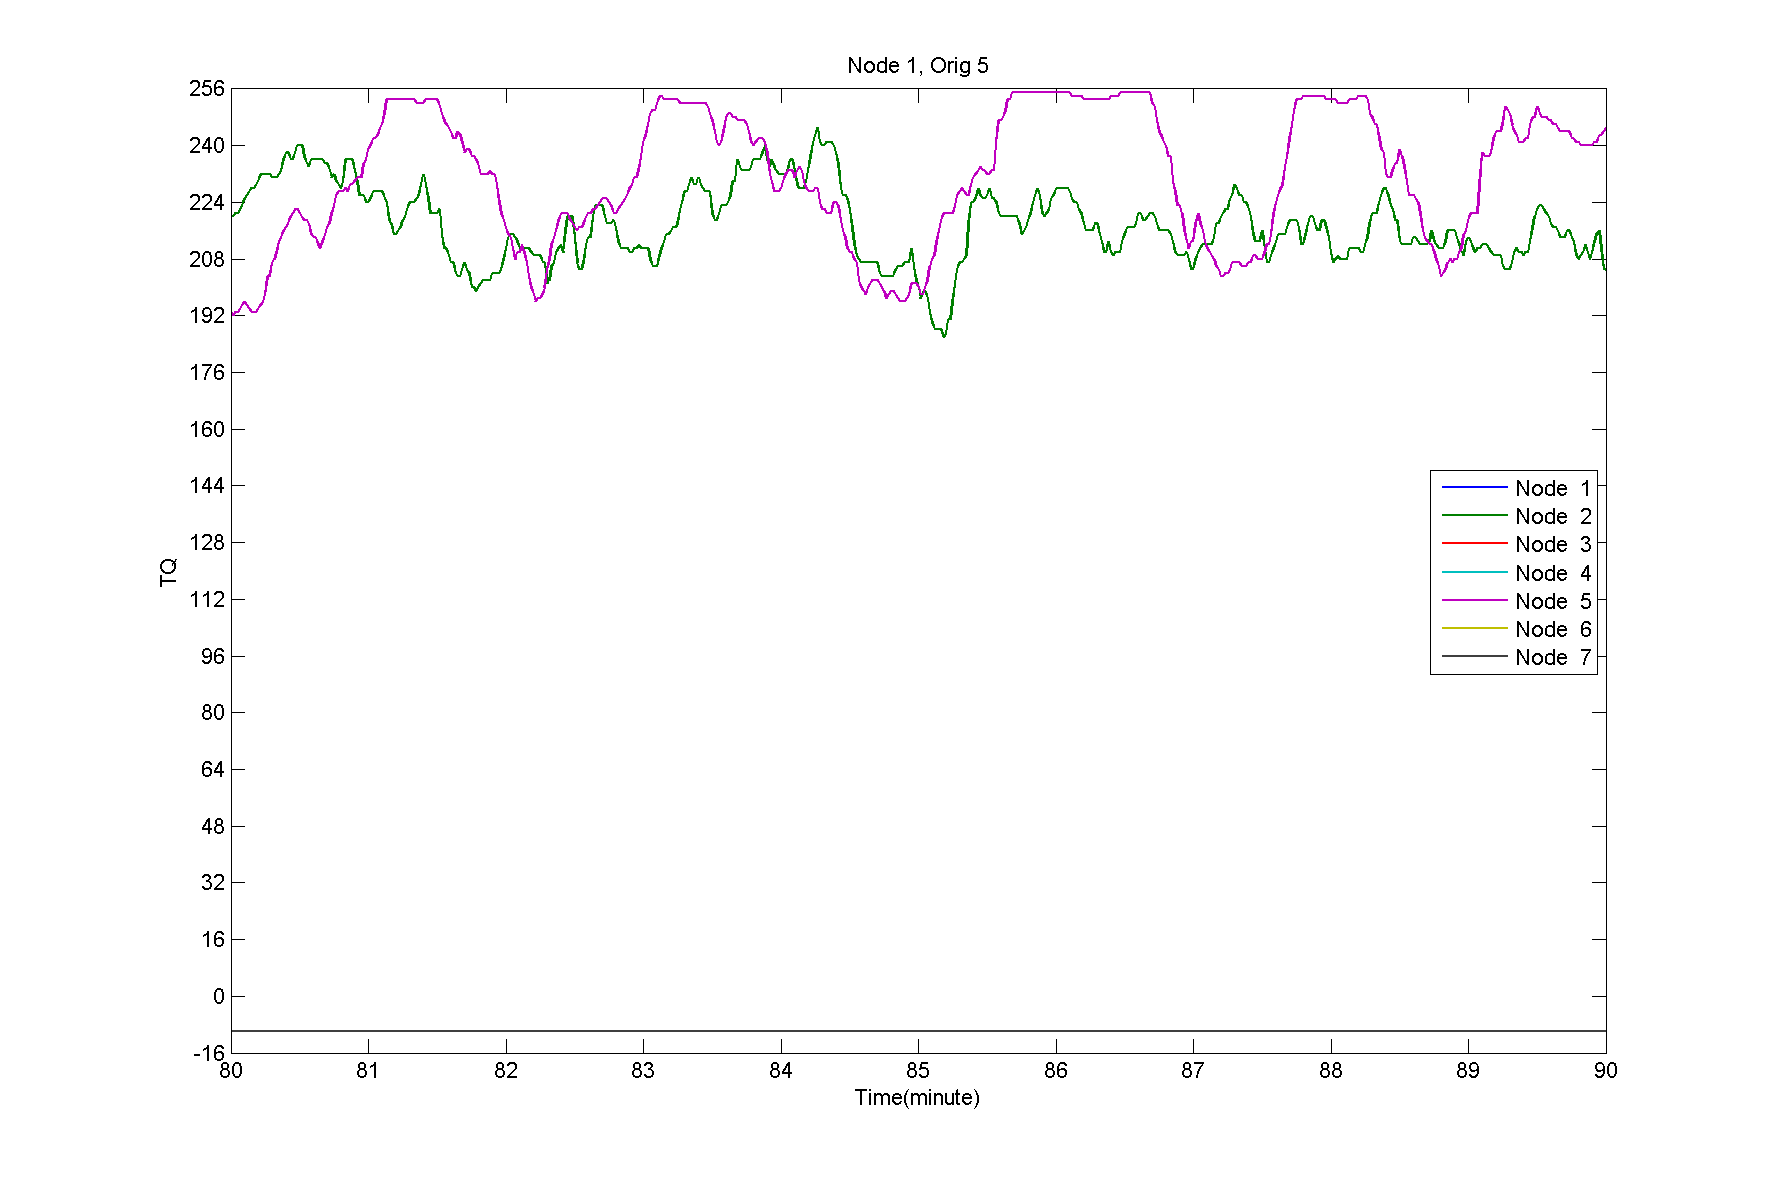 Node 1, Orig 5
256
240
224
208
192
176
160
144
128
112
96
80
64
48
32
16
0
-16
TQ
Node 1
Node 2
Node 3
Node 4
Node 5
Node 6
Node 7
80 81 82 83 84 85 86 87 88 89 90
Time(minute)